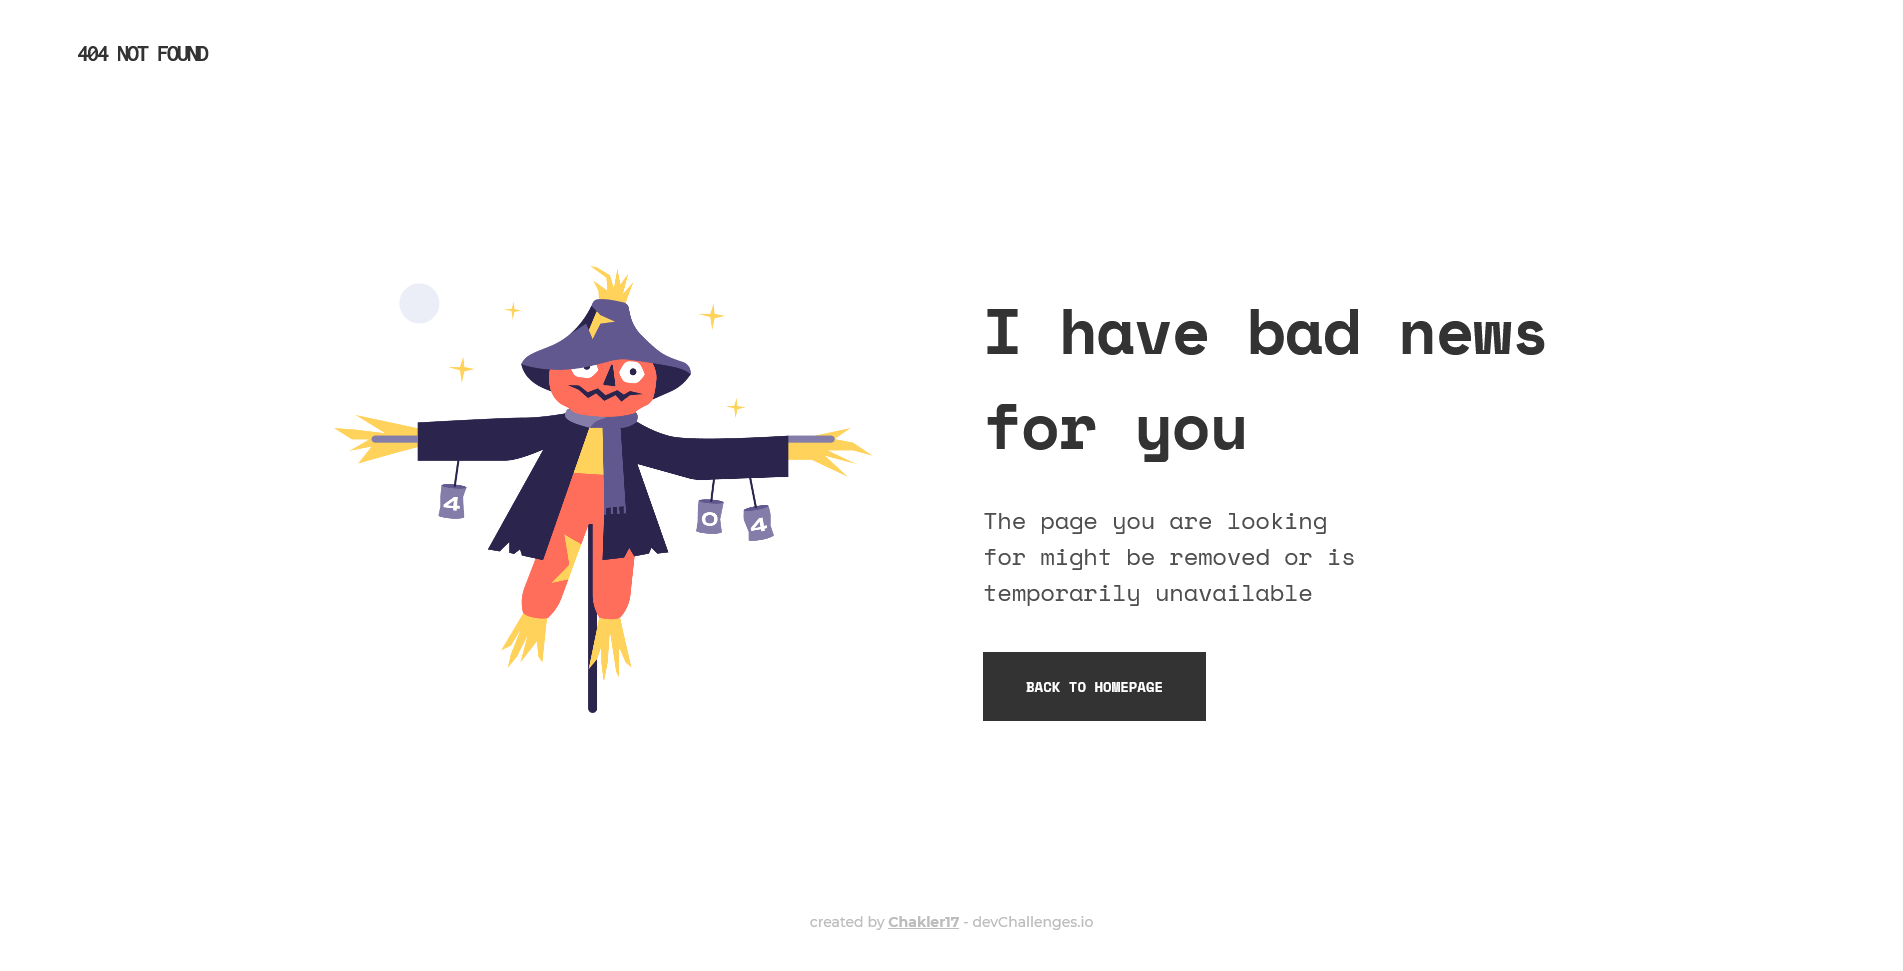 404 NOT FOUND
4
0
4
I have bad news
for you
The page you are looking
for might be removed or is
temporarily unavailable
BACK TO HOMEPAGE
created by Chakler17 - devChallenges.io